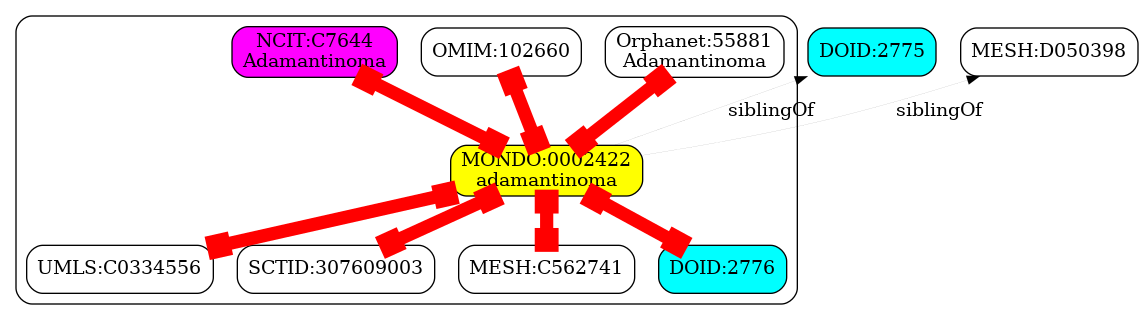 NCIT:C7644
Adamantinoma
OMIM:102660
Orphanet:55881
Adamantinoma
DOID:2775
MESH:D050398
siblingOf
siblingOf
MONDO:0002422
adamantinoma
UMLS:C0334556
SCTID:307609003
MESH:C562741
DOID:2776